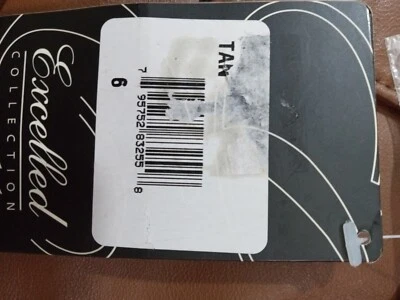 Excelled
COLLECTION
TAN
6
7 95752 83255 8